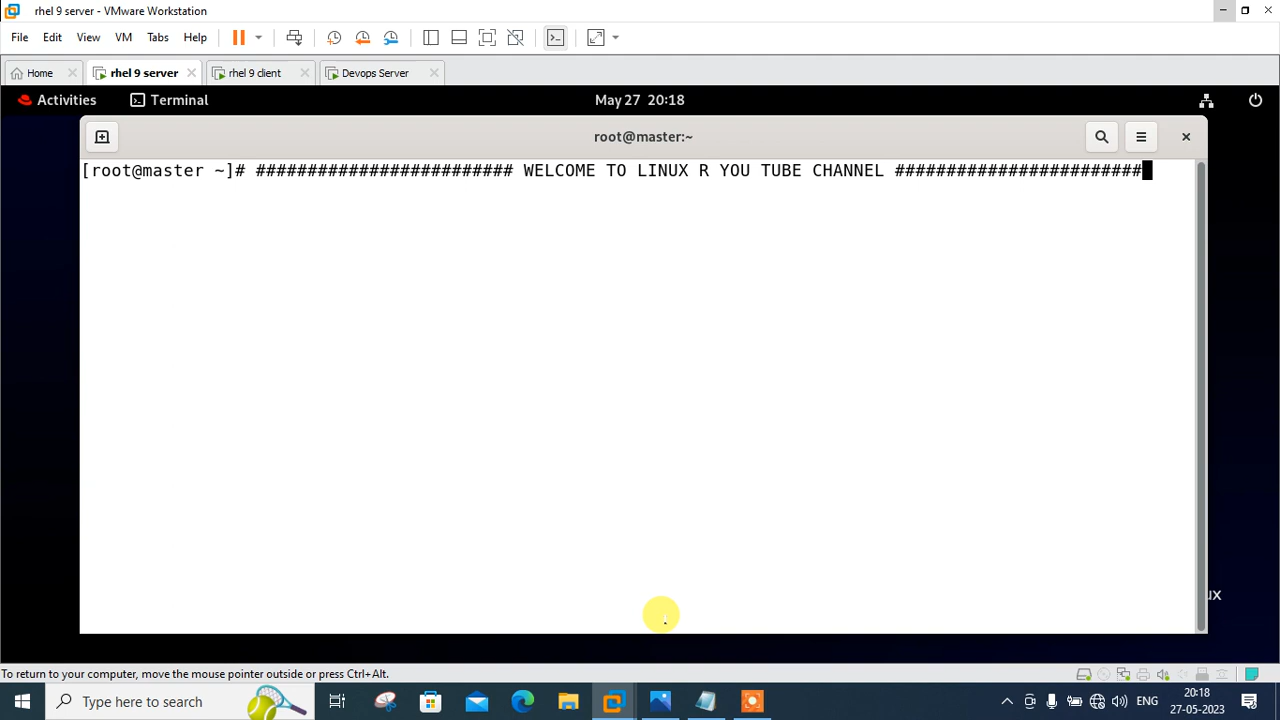 rhel 9 server - VMware Workstation
File Edit View VM Tabs Help
Home rhel 9 server rhel 9 client Devops Server
Activities Terminal May 27 20:18
root@master:~
[root@master ~]# ######################### WELCOME TO LINUX R YOU TUBE CHANNEL ########################
ux
To return to your computer, move the mouse pointer outside or press Ctrl+Alt.
Type here to search ENG 20:18
27-05-2023